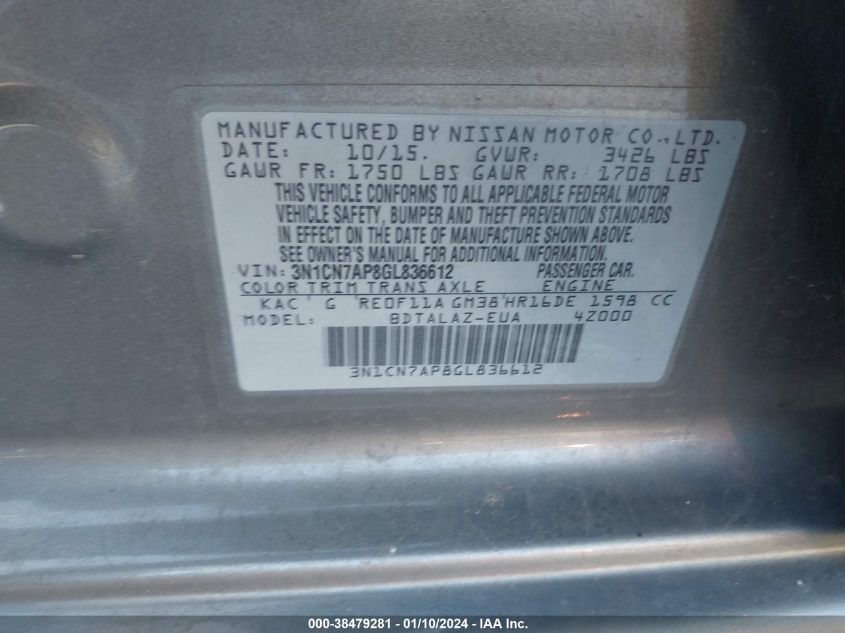 MANUFACTURED BY NISSAN MOTOR CO.,LTD.
DATE: 10/15. GVWR: 3426 LBS
GAWR FR: 1750 LBS GAWR RR: 1708 LBS
THIS VEHICLE CONFORMS TO ALL APPLICABLE FEDERAL MOTOR
VEHICLE SAFETY, BUMPER AND THEFT PREVENTION STANDARDS
IN EFFECT ON THE DATE OF MANUFACTURE SHOWN ABOVE.
SEE OWNER'S MANUAL FOR ADDITIONAL INFORMATION.
VIN: 3N1CN7AP8GL836612 PASSENGER CAR.
COLOR TRIM TRANS AXLE ENGINE
KAC G RE0F11A GM38 HR16DE 1598 CC
MODEL: BDTALAZ-EUA 4Z000
3N1CN7AP8GL836612
000-38479281 - 01/10/2024 - IAA Inc.